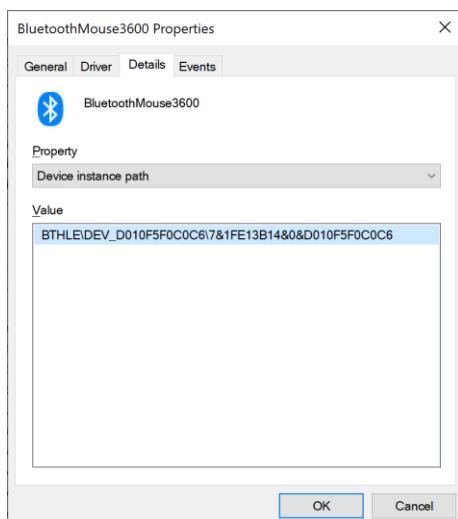 BluetoothMouse3600 Properties
General Driver Details Events
BluetoothMouse3600
Property
Device instance path
Value
BTHLE\DEV_D010F5F0C0C6\7&1FE13B14&0&D010F5F0C0C6
OK Cancel